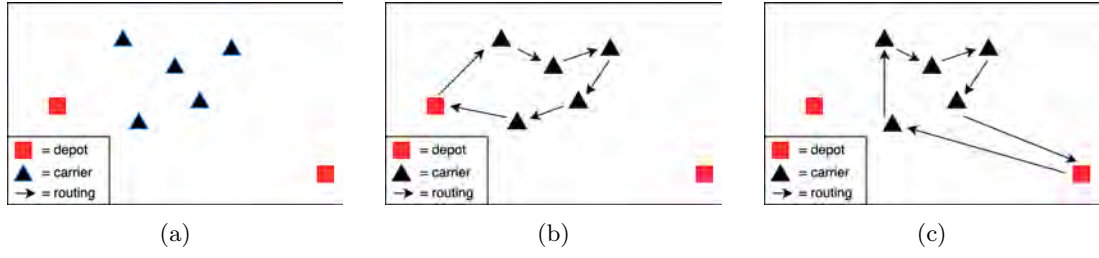 = depot
= carrier
= routing
(a)
= depot
= carrier
= routing
(b)
= depot
= carrier
= routing
(c)